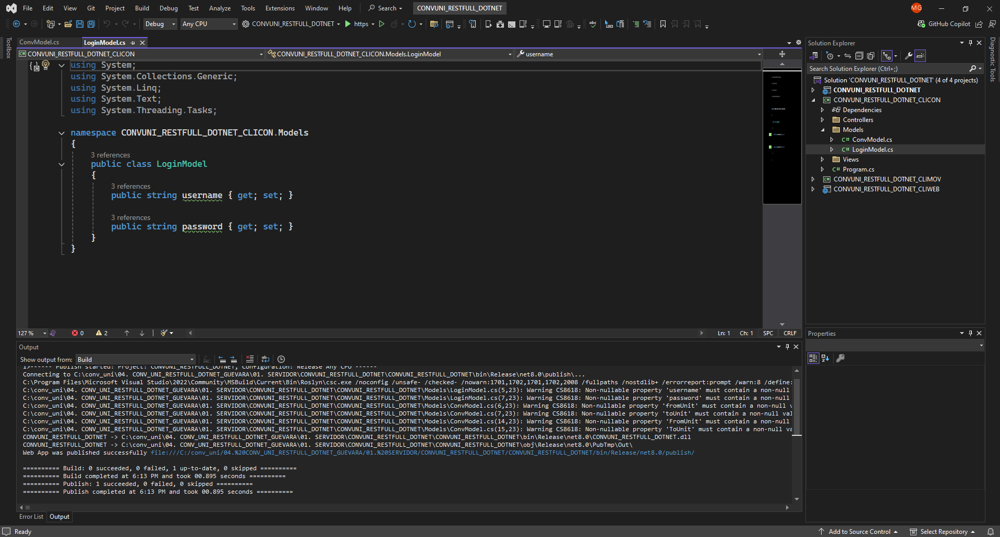 File Edit View Git Project Build Debug Test Analyze Tools Extensions Window Help Search CONVUNI_RESTFULL_DOTNET MG
Debug Any CPU CONVUNI_RESTFULL_DOTNET https GitHub Copilot
Toolbox
ConvModel.cs LoginModel.cs
CONVUNI_RESTFULL_DOTNET_CLICON CONVUNI_RESTFULL_DOTNET_CLICON.Models.LoginModel username
using System;
using System.Collections.Generic;
using System.Linq;
using System.Text;
using System.Threading.Tasks;
namespace CONVUNI_RESTFULL_DOTNET_CLICON.Models
{
3 references
public class LoginModel
{
3 references
public string username { get; set; }
3 references
public string password { get; set; }
}
}
127 % 0 2 Ln: 1 Ch: 1 SPC CRLF
Output
Show output from: Build
1>------ Publish started: Project: CONVUNI_RESTFULL_DOTNET, Configuration: Release Any CPU ------
Connecting to C:\conv_uni\04. CONV_UNI_RESTFULL_DOTNET_GUEVARA\01. SERVIDOR\CONVUNI_RESTFULL_DOTNET\CONVUNI_RESTFULL_DOTNET\bin\Release\net8.0\publish\...
C:\Program Files\Microsoft Visual Studio\2022\Community\MSBuild\Current\Bin\Roslyn\csc.exe /noconfig /unsafe- /checked- /nowarn:1701,1702,1701,1702,2008 /fullpaths /nostdlib+ /errorreport:prompt /warn:8 /define:
C:\conv_uni\04. CONV_UNI_RESTFULL_DOTNET_GUEVARA\01. SERVIDOR\CONVUNI_RESTFULL_DOTNET\CONVUNI_RESTFULL_DOTNET\Models\LoginModel.cs(5,23): Warning CS8618: Non-nullable property 'username' must contain a non-null
C:\conv_uni\04. CONV_UNI_RESTFULL_DOTNET_GUEVARA\01. SERVIDOR\CONVUNI_RESTFULL_DOTNET\CONVUNI_RESTFULL_DOTNET\Models\LoginModel.cs(7,23): Warning CS8618: Non-nullable property 'password' must contain a non-null
C:\conv_uni\04. CONV_UNI_RESTFULL_DOTNET_GUEVARA\01. SERVIDOR\CONVUNI_RESTFULL_DOTNET\CONVUNI_RESTFULL_DOTNET\Models\ConvModel.cs(6,23): Warning CS8618: Non-nullable property 'fromUnit' must contain a non-null v
C:\conv_uni\04. CONV_UNI_RESTFULL_DOTNET_GUEVARA\01. SERVIDOR\CONVUNI_RESTFULL_DOTNET\CONVUNI_RESTFULL_DOTNET\Models\ConvModel.cs(7,23): Warning CS8618: Non-nullable property 'toUnit' must contain a non-null val
C:\conv_uni\04. CONV_UNI_RESTFULL_DOTNET_GUEVARA\01. SERVIDOR\CONVUNI_RESTFULL_DOTNET\CONVUNI_RESTFULL_DOTNET\Models\ConvModel.cs(14,23): Warning CS8618: Non-nullable property 'FromUnit' must contain a non-null
C:\conv_uni\04. CONV_UNI_RESTFULL_DOTNET_GUEVARA\01. SERVIDOR\CONVUNI_RESTFULL_DOTNET\CONVUNI_RESTFULL_DOTNET\Models\ConvModel.cs(15,23): Warning CS8618: Non-nullable property 'ToUnit' must contain a non-null va
CONVUNI_RESTFULL_DOTNET -> C:\conv_uni\04. CONV_UNI_RESTFULL_DOTNET_GUEVARA\01. SERVIDOR\CONVUNI_RESTFULL_DOTNET\CONVUNI_RESTFULL_DOTNET\bin\Release\net8.0\CONVUNI_RESTFULL_DOTNET.dll
CONVUNI_RESTFULL_DOTNET -> C:\conv_uni\04. CONV_UNI_RESTFULL_DOTNET_GUEVARA\01. SERVIDOR\CONVUNI_RESTFULL_DOTNET\CONVUNI_RESTFULL_DOTNET\obj\Release\net8.0\PubTmp\Out\
Web App was published successfully file:///C:/conv_uni/04.%20CONV_UNI_RESTFULL_DOTNET_GUEVARA/01.%20SERVIDOR/CONVUNI_RESTFULL_DOTNET/CONVUNI_RESTFULL_DOTNET/bin/Release/net8.0/publish/
========== Build: 0 succeeded, 0 failed, 1 up-to-date, 0 skipped ==========
========== Build completed at 6:13 PM and took 00.895 seconds ==========
========== Publish: 1 succeeded, 0 failed, 0 skipped ==========
========== Publish completed at 6:13 PM and took 00.895 seconds ==========
Error List Output
Solution Explorer
Search Solution Explorer (Ctrl+;)
Solution 'CONVUNI_RESTFULL_DOTNET' (4 of 4 projects)
CONVUNI_RESTFULL_DOTNET
CONVUNI_RESTFULL_DOTNET_CLICON
Dependencies
Controllers
Models
C# ConvModel.cs
C# LoginModel.cs
Views
C# Program.cs
CONVUNI_RESTFULL_DOTNET_CLIMOV
CONVUNI_RESTFULL_DOTNET_CLIWEB
Properties
Diagnostic Tools
Ready Add to Source Control Select Repository